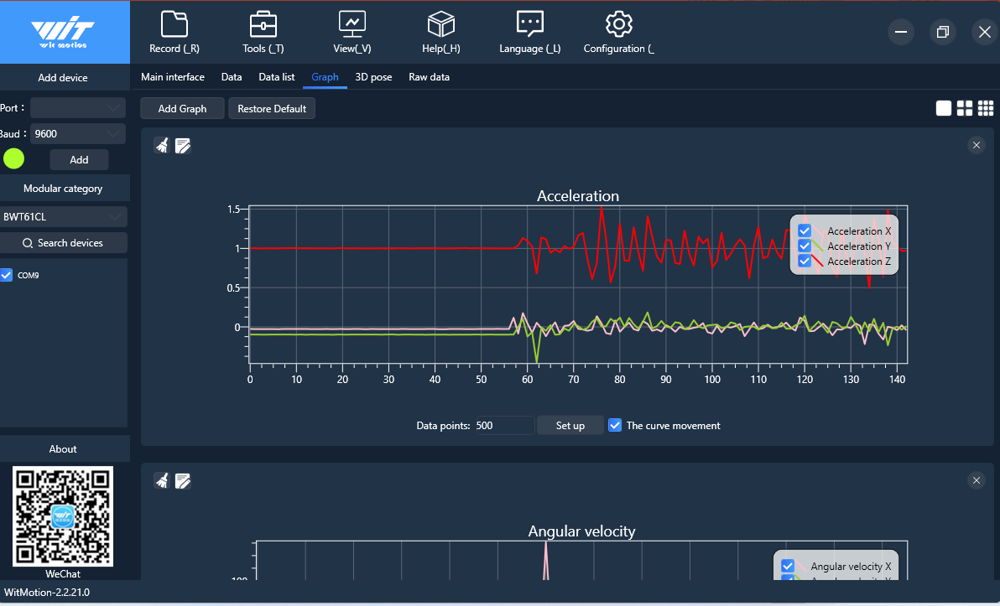 WiT
wit motion
Record (_R)
Tools (_T)
View(_V)
Help(_H)
Language (_L)
Configuration (_
Add device
Main interface
Data
Data list
Graph
3D pose
Raw data
Port :
Add Graph
Restore Default
Baud :
9600
Add
Modular category
BWT61CL
Search devices
COM9
Acceleration
1.5
1
0.5
0
Acceleration X
Acceleration Y
Acceleration Z
0 10 20 30 40 50 60 70 80 90 100 110 120 130 140
Data points: 500
Set up
The curve movement
About
WeChat
Angular velocity
Angular velocity X
WitMotion-2.2.21.0